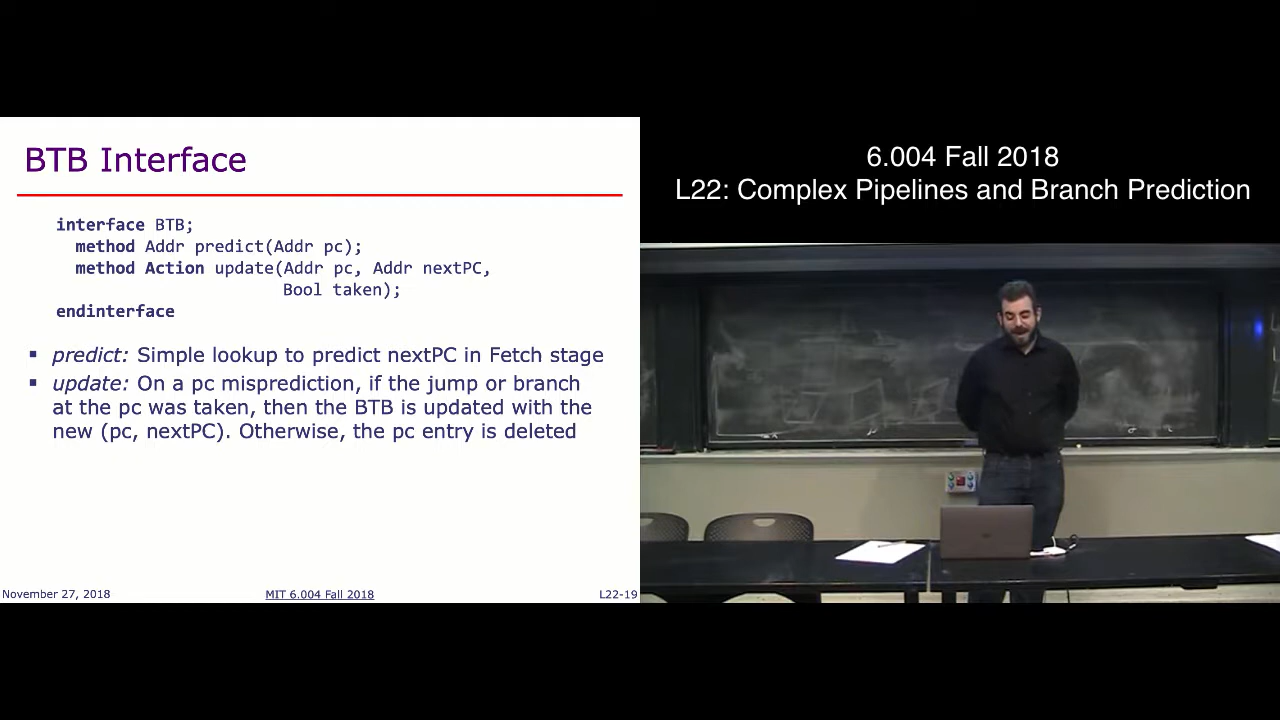 BTB Interface
interface BTB;
method Addr predict(Addr pc);
method Action update(Addr pc, Addr nextPC,
Bool taken);
endinterface
▪ predict: Simple lookup to predict nextPC in Fetch stage
▪ update: On a pc misprediction, if the jump or branch
at the pc was taken, then the BTB is updated with the
new (pc, nextPC). Otherwise, the pc entry is deleted
November 27, 2018
MIT 6.004 Fall 2018
L22-19
6.004 Fall 2018
L22: Complex Pipelines and Branch Prediction